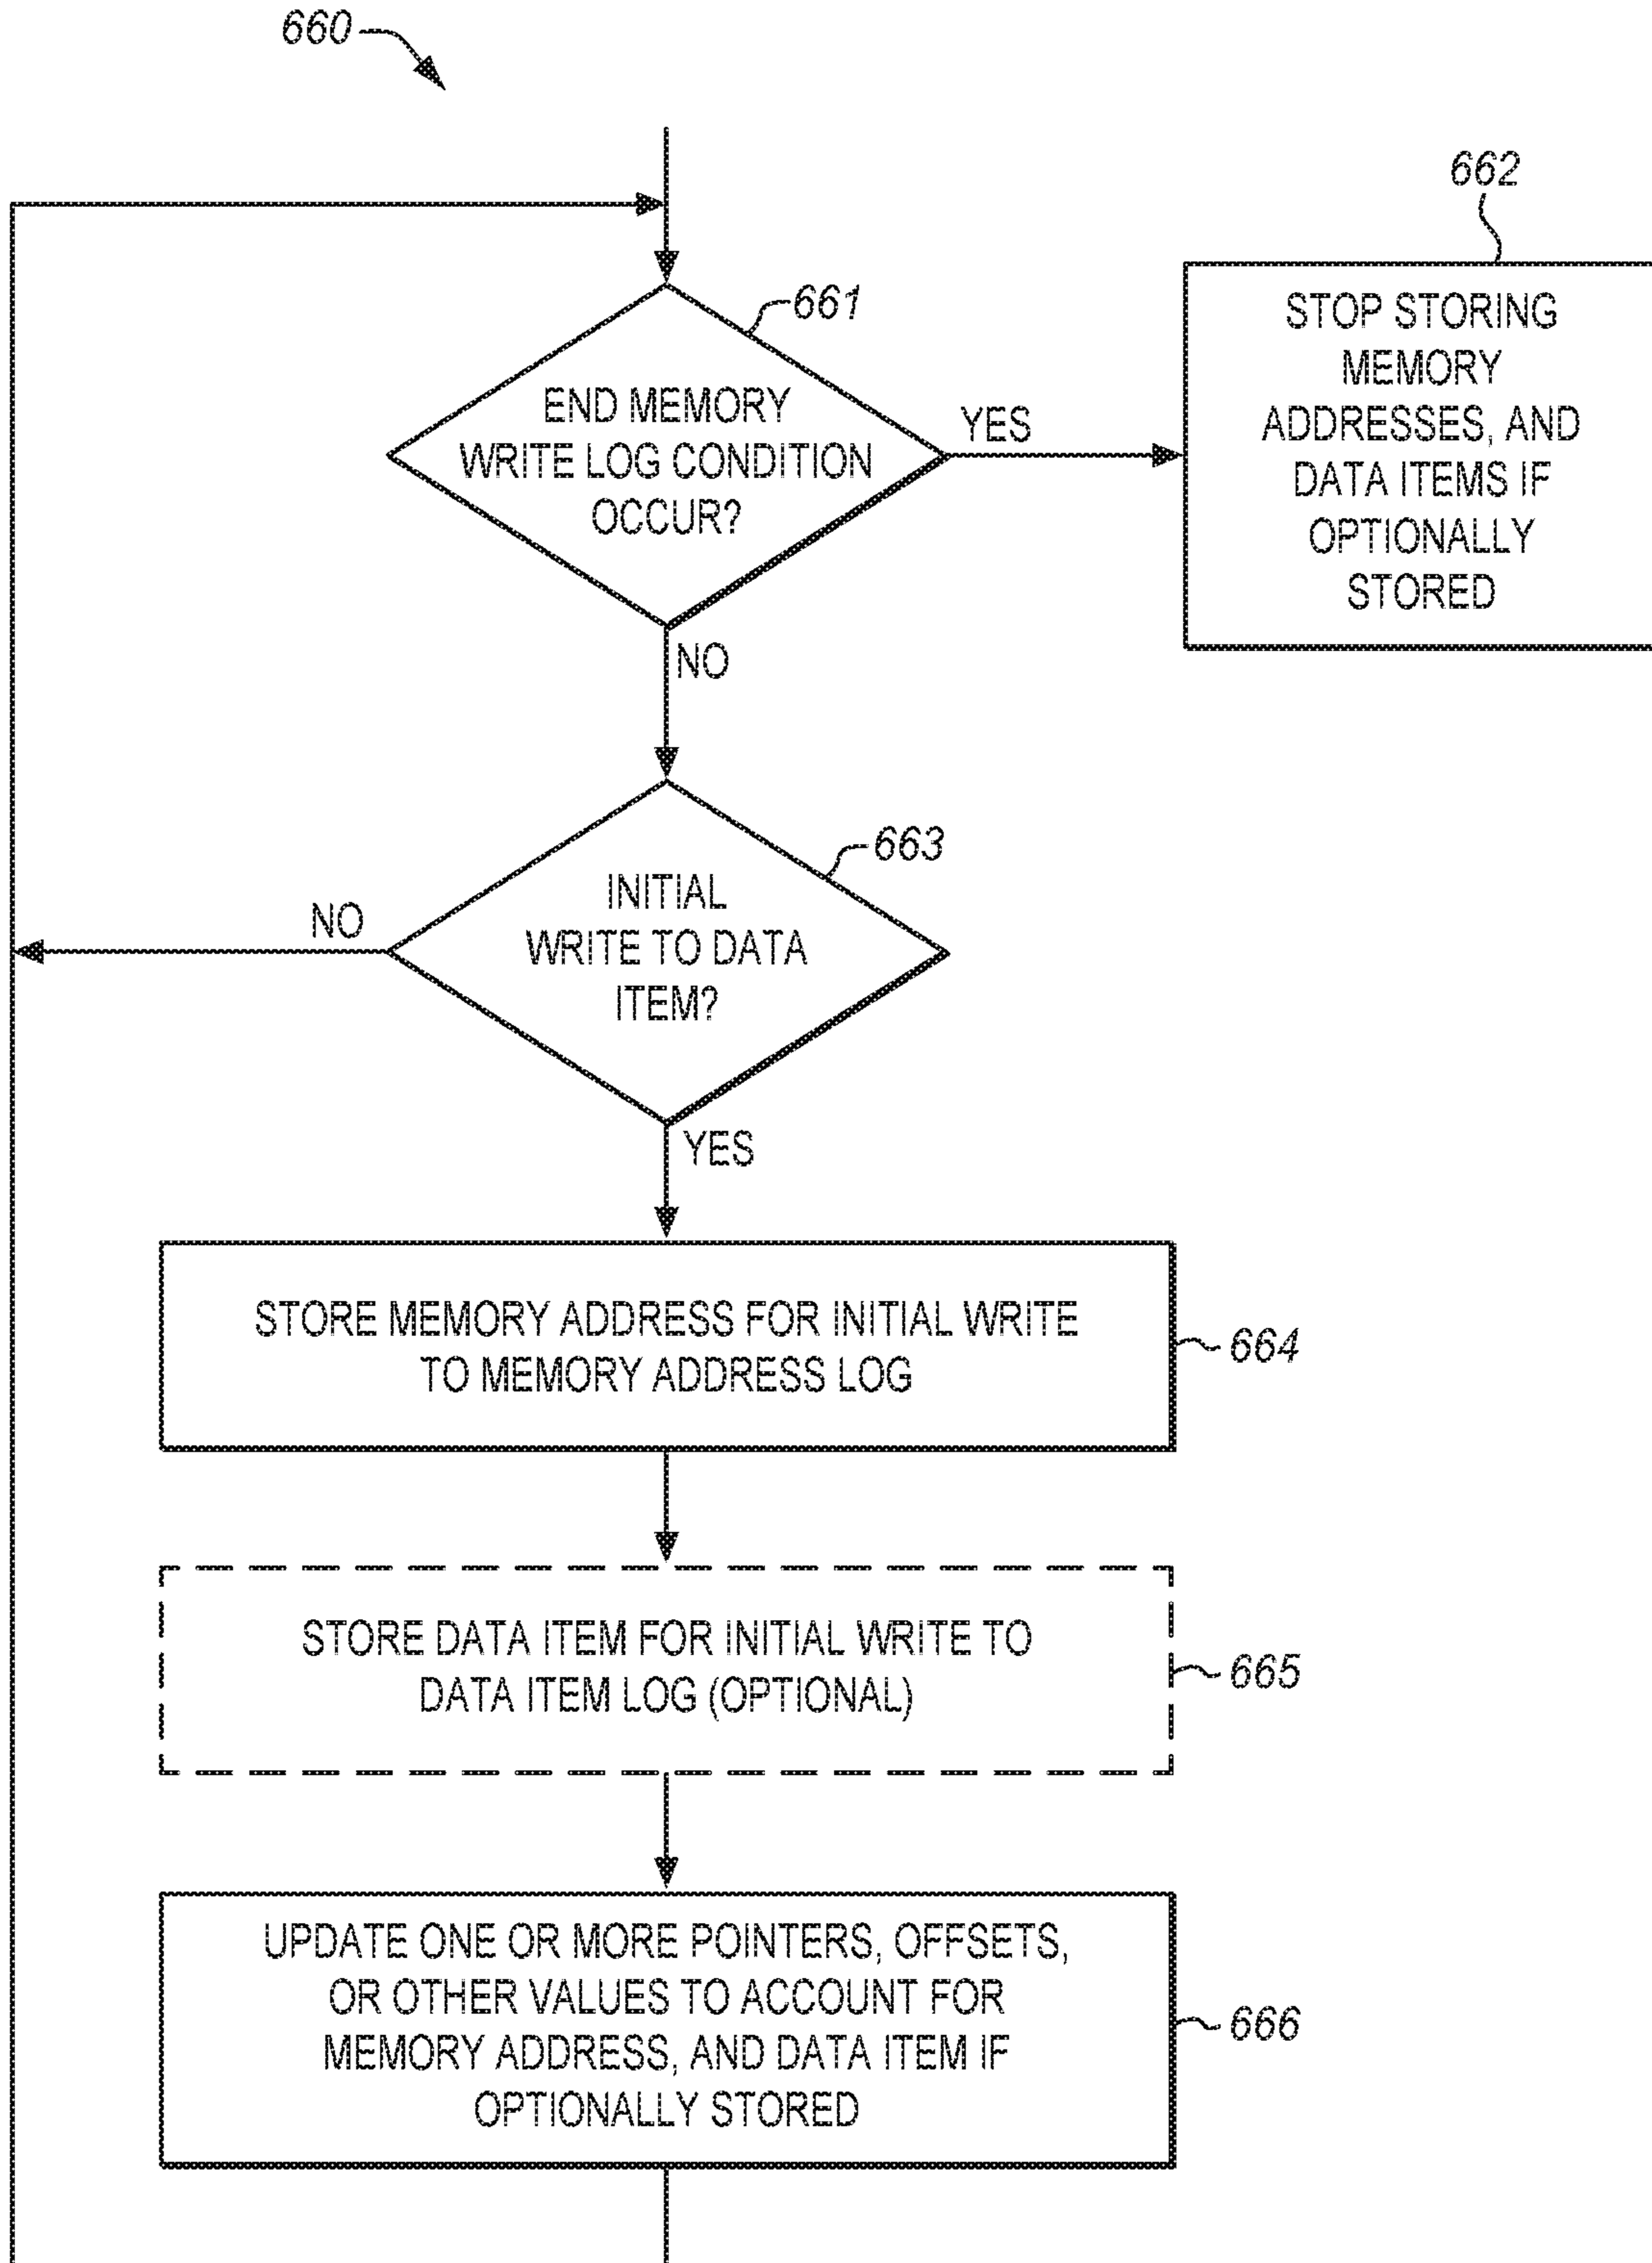 660
662
STOP STORING
MEMORY
ADDRESSES, AND
DATA ITEMS IF
OPTIONALLY
STORED
661
END MEMORY
WRITE LOG CONDITION
OCCUR?
YES
NO
663
INITIAL
WRITE TO DATA
ITEM?
NO
YES
STORE MEMORY ADDRESS FOR INITIAL WRITE
TO MEMORY ADDRESS LOG
664
STORE DATA ITEM FOR INITIAL WRITE TO
DATA ITEM LOG (OPTIONAL)
665
UPDATE ONE OR MORE POINTERS, OFFSETS,
OR OTHER VALUES TO ACCOUNT FOR
MEMORY ADDRESS, AND DATA ITEM IF
OPTIONALLY STORED
666